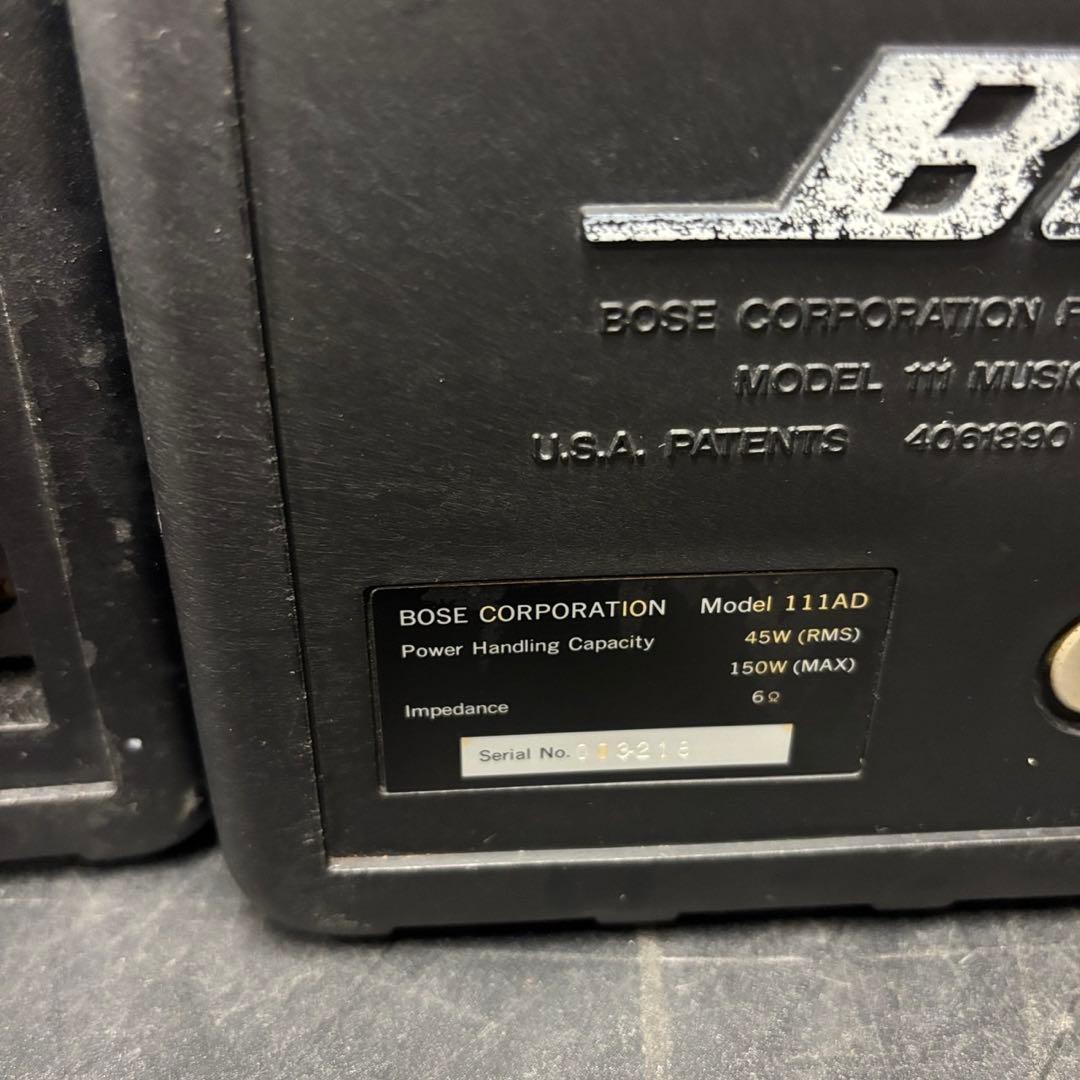 BOSE CORPORATION
MODEL 111
U.S.A. PATENTS 4061890
BOSE CORPORATION Model 111AD
Power Handling Capacity 45W (RMS)
150W (MAX)
Impedance 6Ω
Serial No.